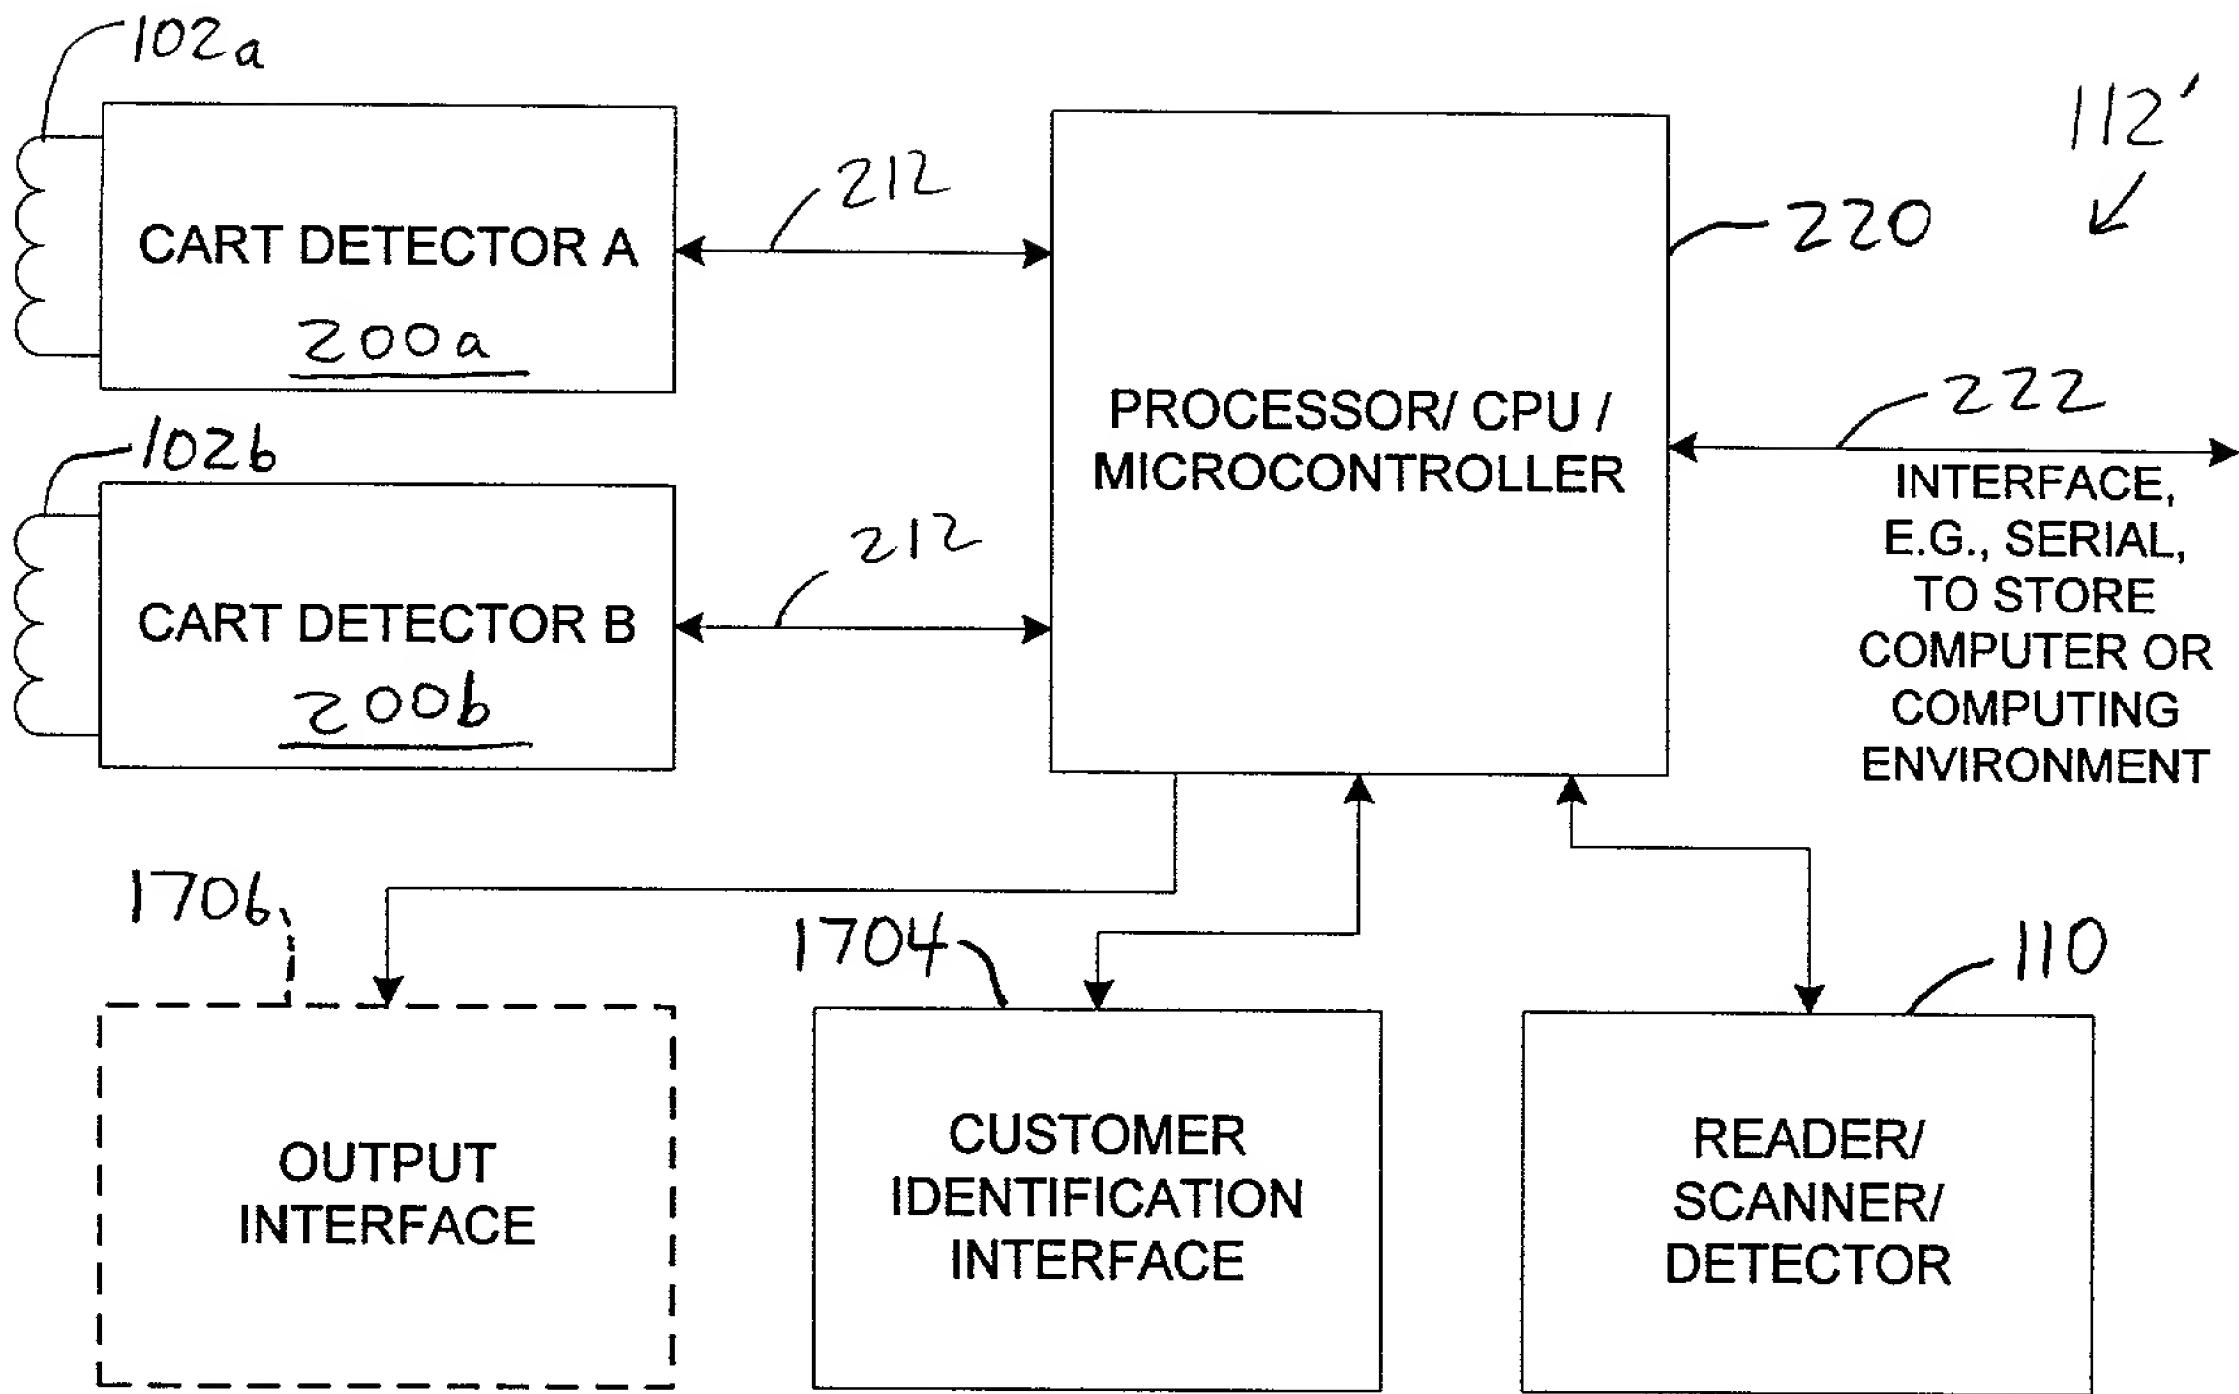 102a
112'
CART DETECTOR A
200a
212
220
PROCESSOR/ CPU /
MICROCONTROLLER
222
INTERFACE,
E.G., SERIAL,
TO STORE
COMPUTER OR
COMPUTING
ENVIRONMENT
102b
CART DETECTOR B
200b
212
1706
OUTPUT
INTERFACE
1704
CUSTOMER
IDENTIFICATION
INTERFACE
110
READER/
SCANNER/
DETECTOR